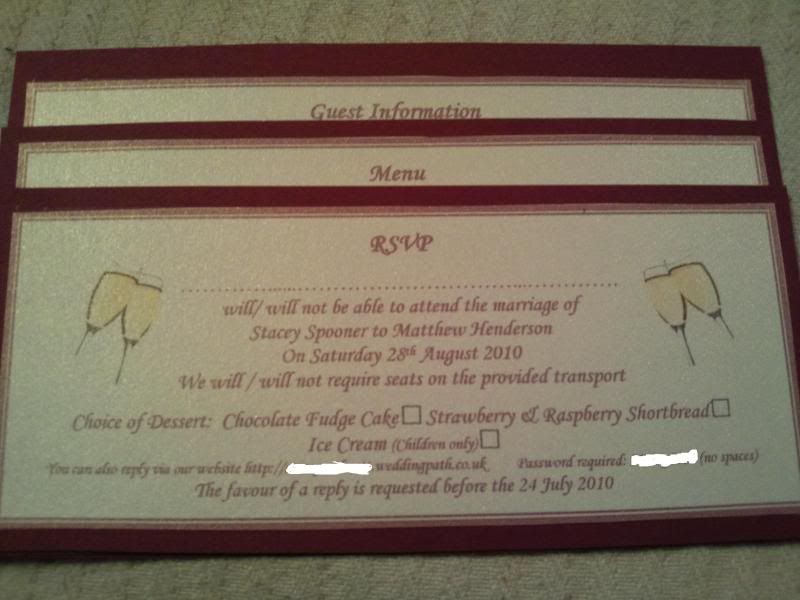 Guest Information
Menu
RSVP
will/ will not be able to attend the marriage of
Stacey Spooner to Matthew Henderson
On Saturday 28th August 2010
We will / will not require seats on the provided transport
Choice of Dessert: Chocolate Fudge Cake Strawberry & Raspberry Shortbread
Ice Cream (Children only)
You can also reply via our website http:// weddingpath.co.uk Password required: (no spaces)
The favour of a reply is requested before the 24 July 2010